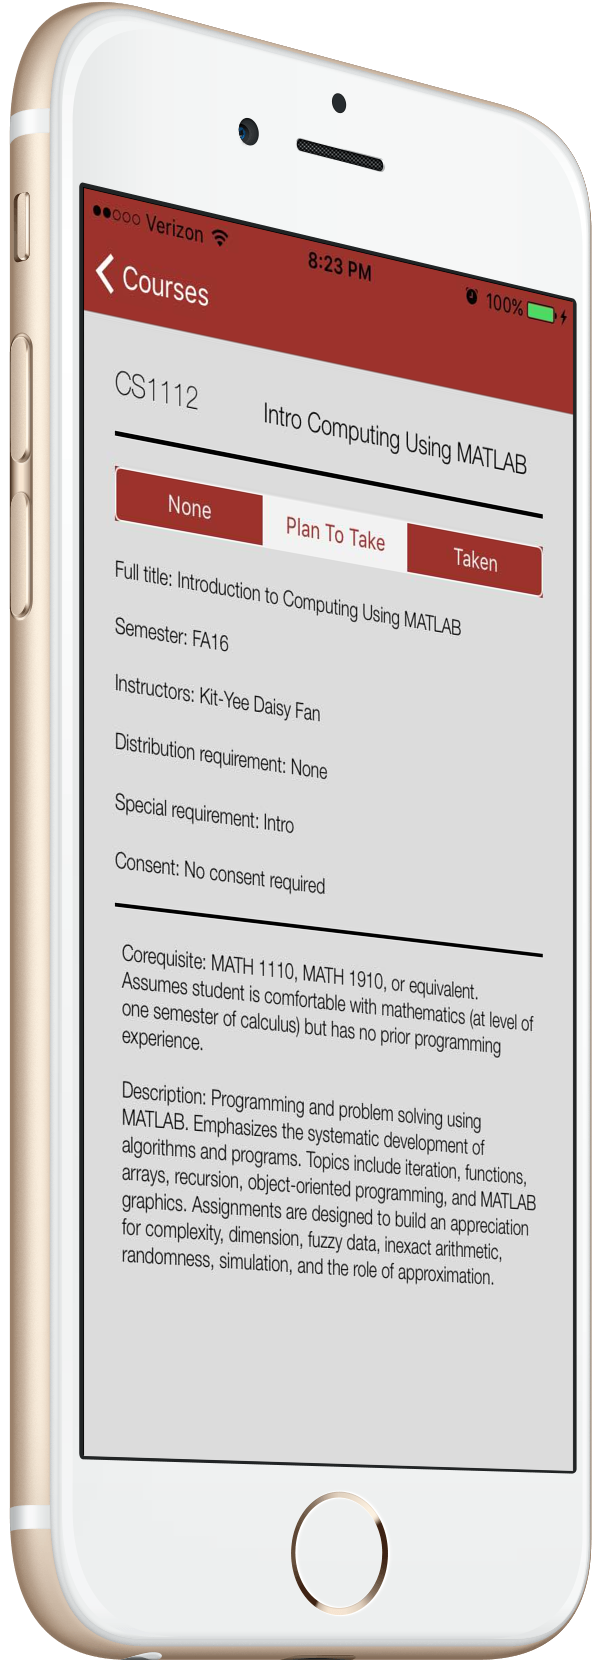 Verizon 8:23 PM 100%
Courses
CS1112 Intro Computing Using MATLAB
None Plan To Take Taken
Full title: Introduction to Computing Using MATLAB
Semester: FA16
Instructors: Kit-Yee Daisy Fan
Distribution requirement: None
Special requirement: Intro
Consent: No consent required
Corequisite: MATH 1110, MATH 1910, or equivalent.
Assumes student is comfortable with mathematics (at level of
one semester of calculus) but has no prior programming
experience.
Description: Programming and problem solving using
MATLAB. Emphasizes the systematic development of
algorithms and programs. Topics include iteration, functions,
arrays, recursion, object-oriented programming, and MATLAB
graphics. Assignments are designed to build an appreciation
for complexity, dimension, fuzzy data, inexact arithmetic,
randomness, simulation, and the role of approximation.